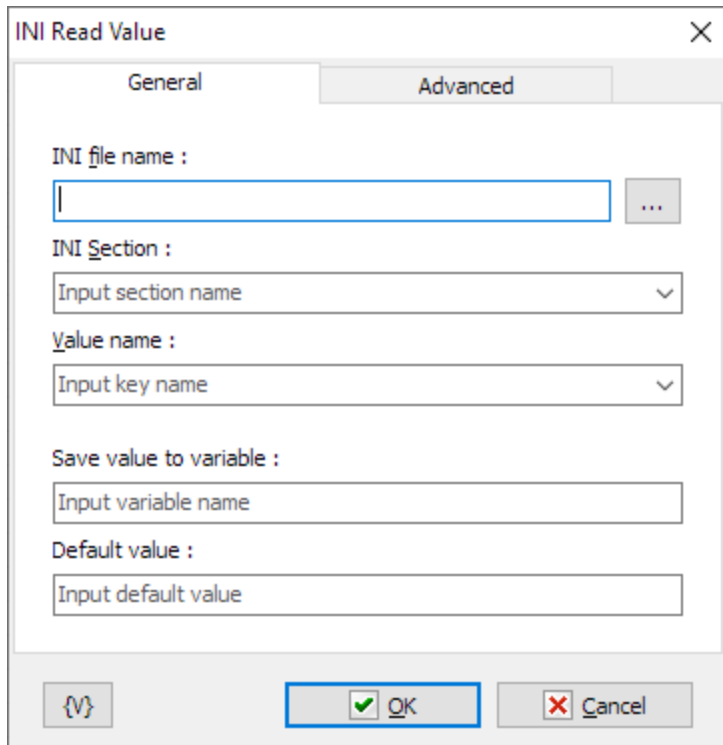 INI Read Value
General Advanced
INI file name :
...
INI Section :
Input section name
Value name :
Input key name
Save value to variable :
Input variable name
Default value :
Input default value
{V} OK Cancel